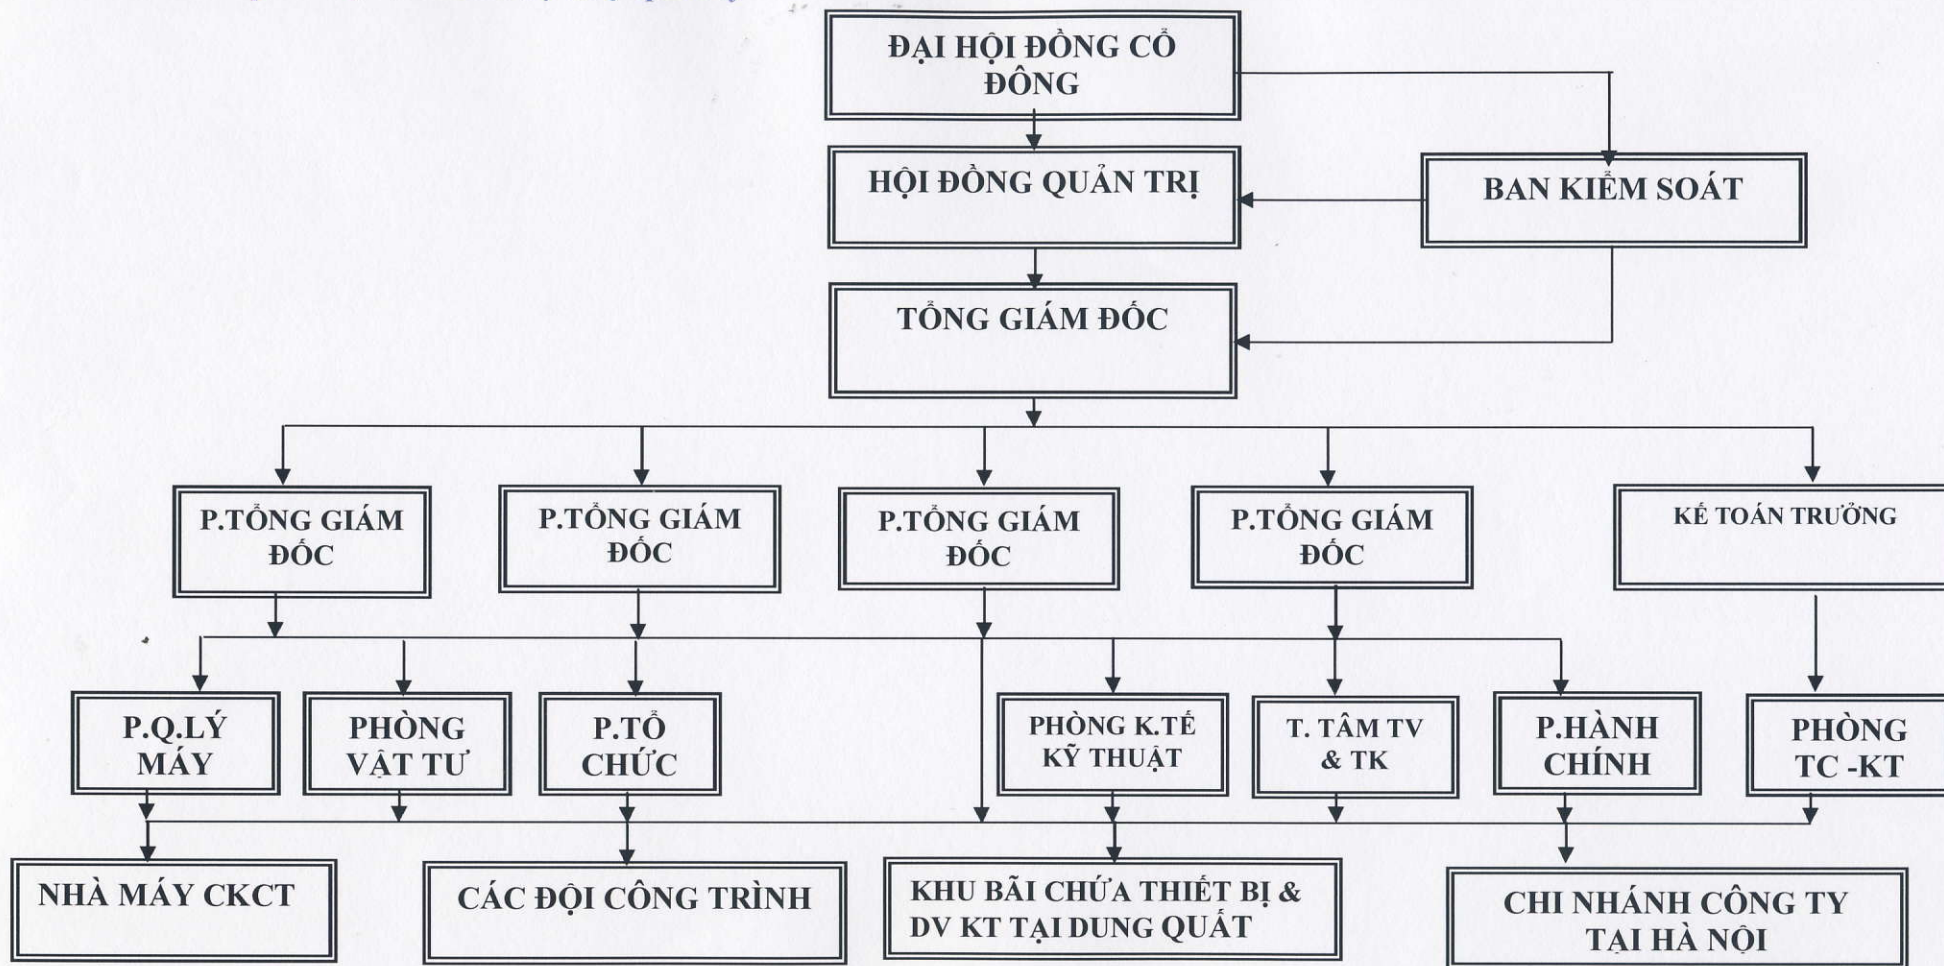 ĐẠI HỘI ĐỒNG CỔ
ĐÔNG
HỘI ĐỒNG QUẢN TRỊ
BAN KIỂM SOÁT
TỔNG GIÁM ĐỐC
P.TỔNG GIÁM
ĐỐC
P.TỔNG GIÁM
ĐỐC
P.TỔNG GIÁM
ĐỐC
P.TỔNG GIÁM
ĐỐC
KẾ TOÁN TRƯỞNG
P.Q.LÝ
MÁY
PHÒNG
VẬT TƯ
P.TỔ
CHỨC
PHÒNG K.TẾ
KỸ THUẬT
T. TÂM TV
& TK
P.HÀNH
CHÍNH
PHÒNG
TC -KT
NHÀ MÁY CKCT
CÁC ĐỘI CÔNG TRÌNH
KHU BÃI CHỨA THIẾT BỊ &
DV KT TẠI DUNG QUẤT
CHI NHÁNH CÔNG TY
TẠI HÀ NỘI